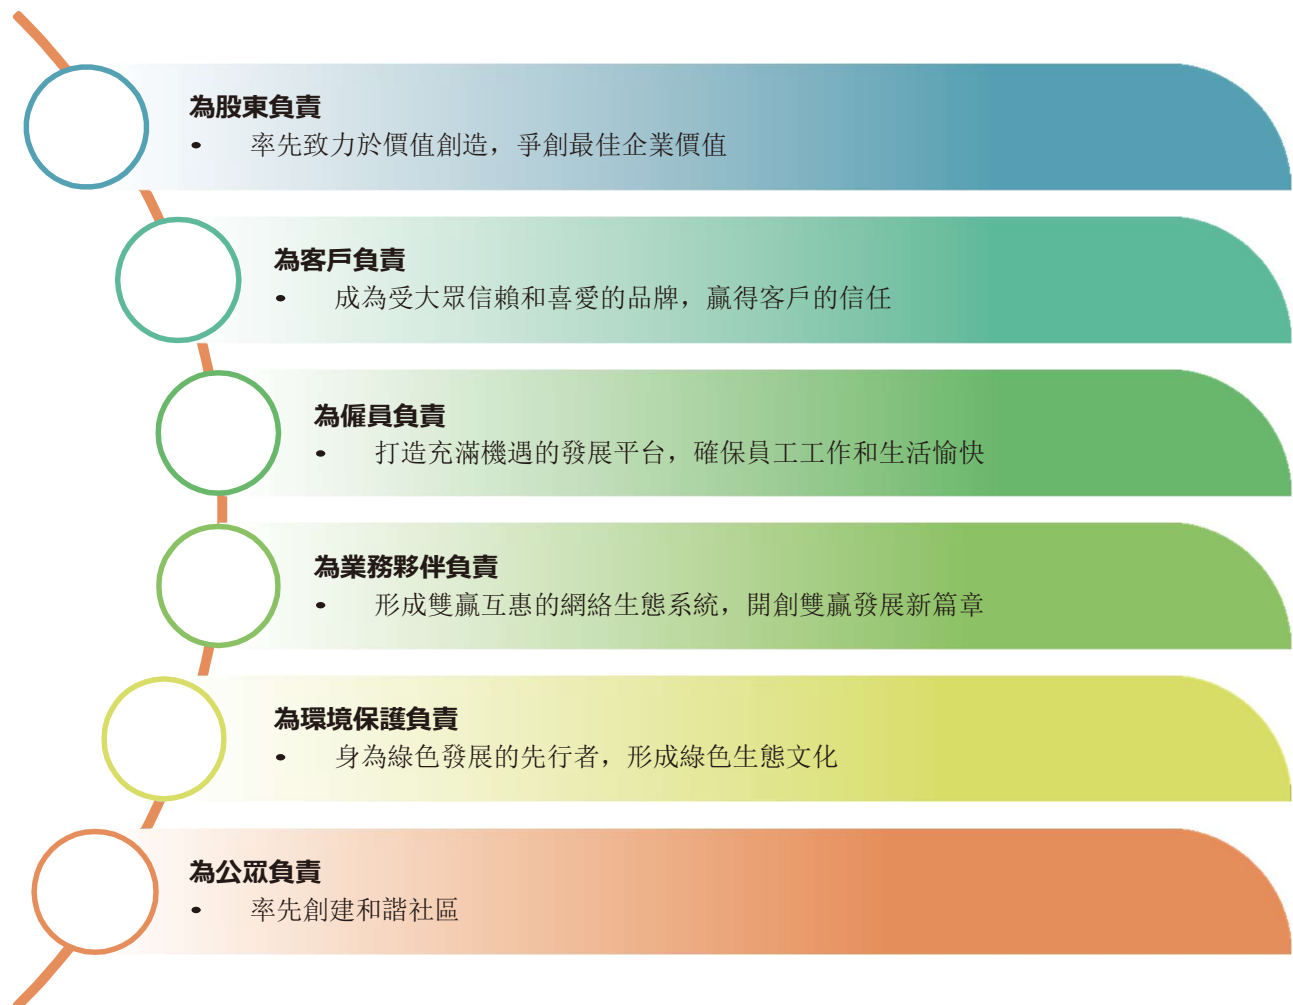 為股東負責
• 率先致力於價值創造，爭創最佳企業價值
為客戶負責
• 成為受大眾信賴和喜愛的品牌，贏得客戶的信任
為僱員負責
• 打造充滿機遇的發展平台，確保員工工作和生活愉快
為業務夥伴負責
• 形成雙贏互惠的網絡生態系統，開創雙贏發展新篇章
為環境保護負責
• 身為綠色發展的先行者，形成綠色生態文化
為公眾負責
• 率先創建和諧社區